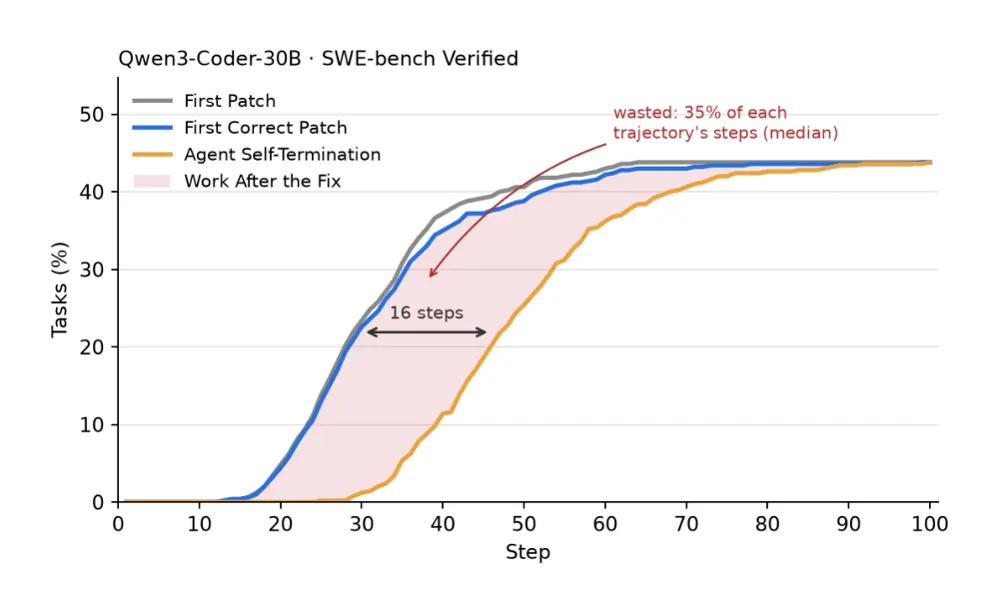 Qwen3-Coder-30B · SWE-bench Verified
First Patch
First Correct Patch
Agent Self-Termination
Work After the Fix
wasted: 35% of each
trajectory's steps (median)
16 steps
Tasks (%)
50
40
30
20
10
0
0 10 20 30 40 50 60 70 80 90 100
Step